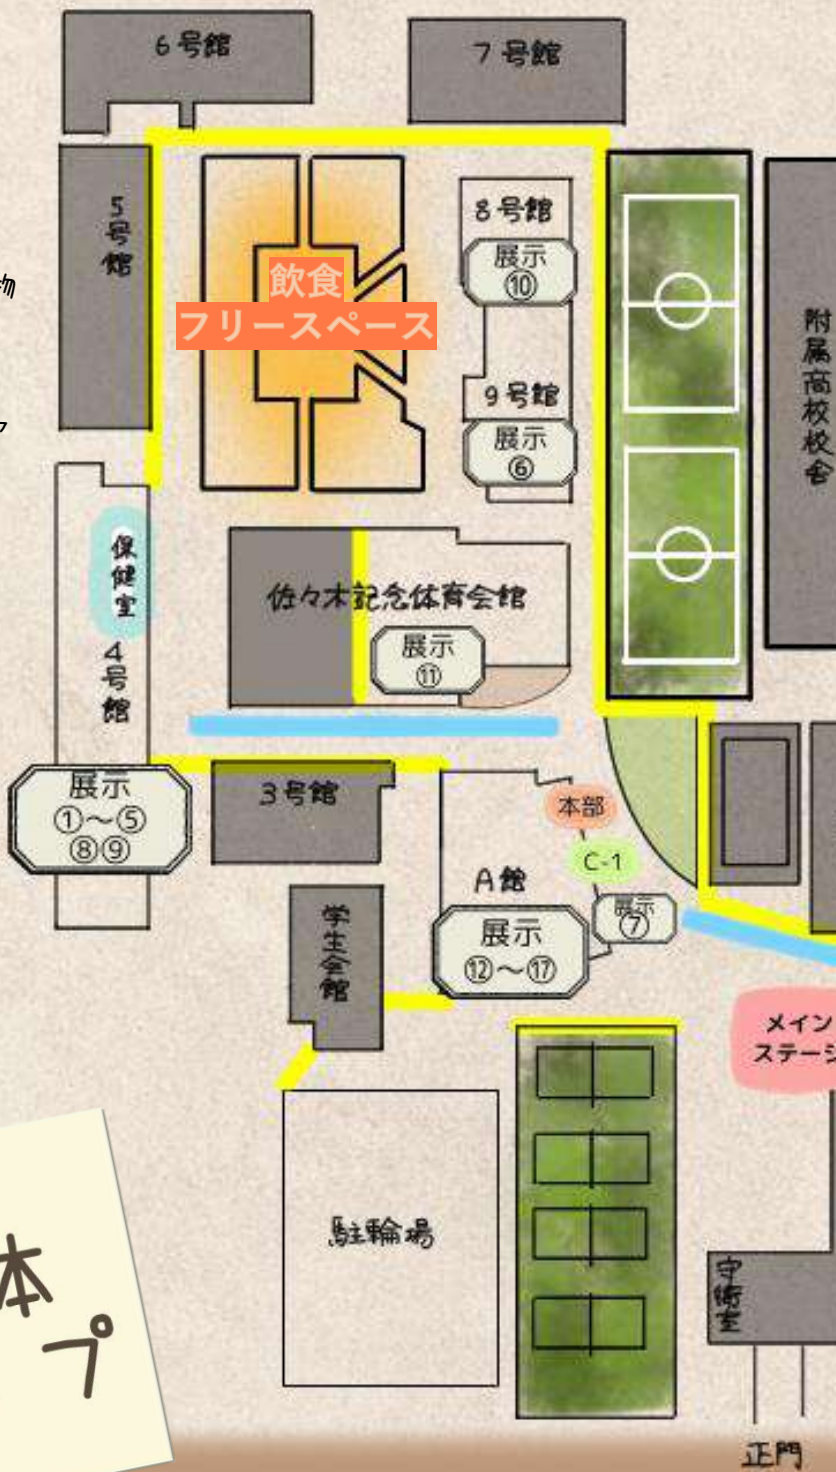 6号館
7号館
5号館
飲食
フリースペース
8号館
展示
⑩
9号館
展示
⑥
附属高校校舎
物
保健室
4号館
佐々木記念体育会館
展示
⑪
展示
①～⑤
⑧⑨
3号館
本部
C-1
A館
展示
⑦
展示
⑫～⑰
学生会館
メイン
ステージ
駐輪場
守衛室
正門
体
プ